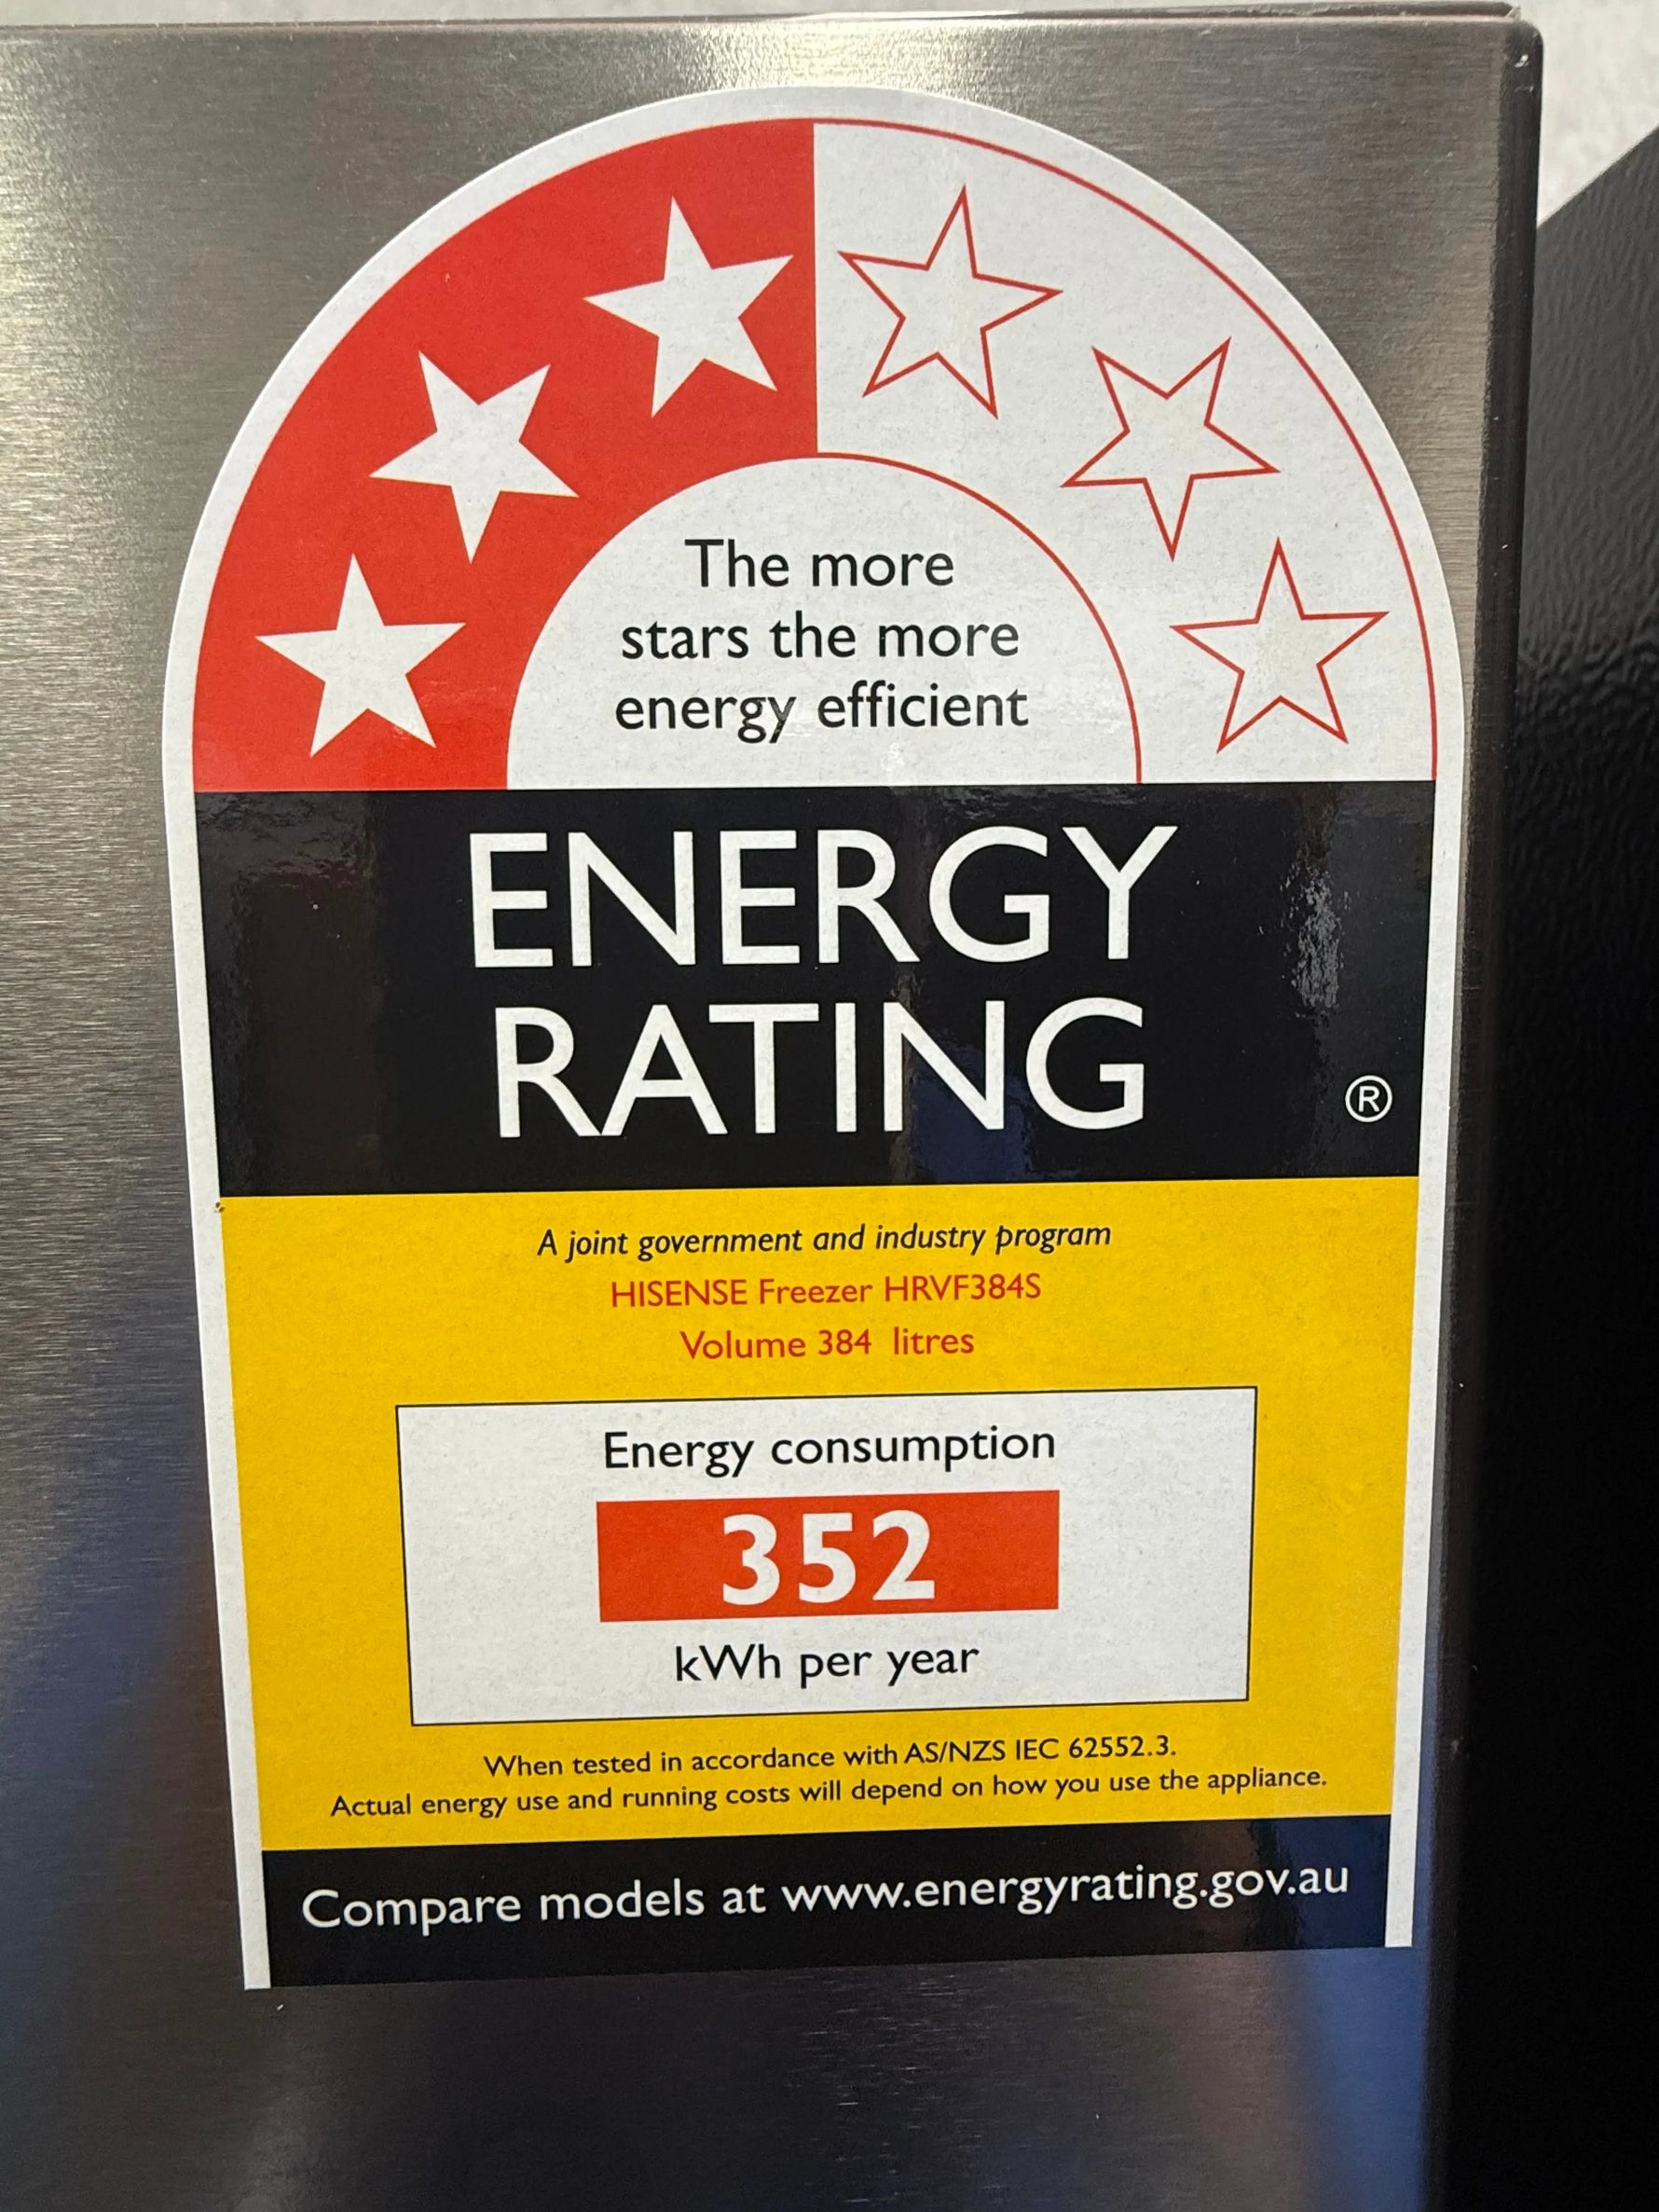 The more
stars the more
energy efficient
ENERGY
RATING
®
A joint government and industry program
HISENSE Freezer HRVF384S
Volume 384 litres
Energy consumption
352
kWh per year
When tested in accordance with AS/NZS IEC 62552.3.
Actual energy use and running costs will depend on how you use the appliance.
Compare models at www.energyrating.gov.au